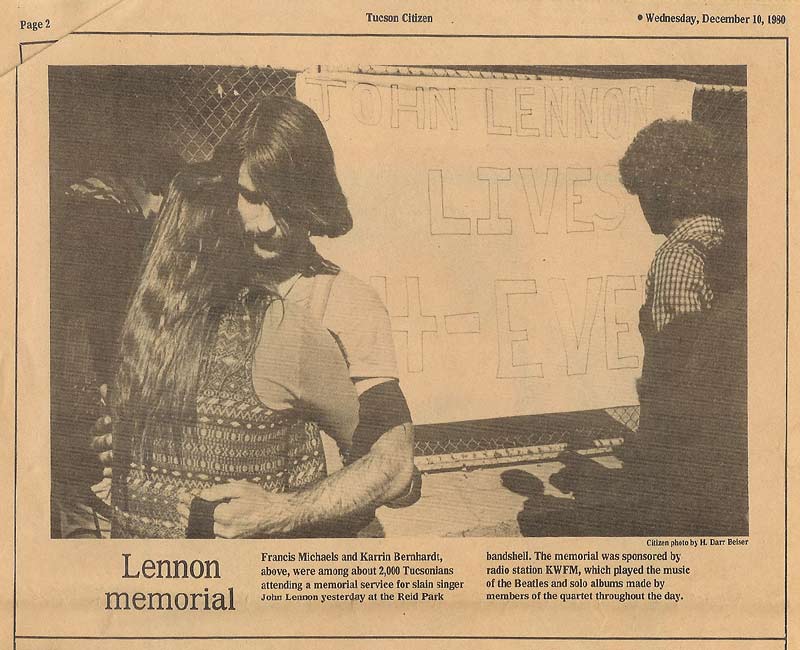 Page 2
Tucson Citizen
• Wednesday, December 10, 1980
JOHN LENNON
LIVES
H-EVE
Citizen photo by H. Darr Beiser
Lennon
memorial
Francis Michaels and Karrin Bernhardt,
above, were among about 2,000 Tucsonians
attending a memorial service for slain singer
John Lennon yesterday at the Reid Park
bandshell. The memorial was sponsored by
radio station KWFM, which played the music
of the Beatles and solo albums made by
members of the quartet throughout the day.